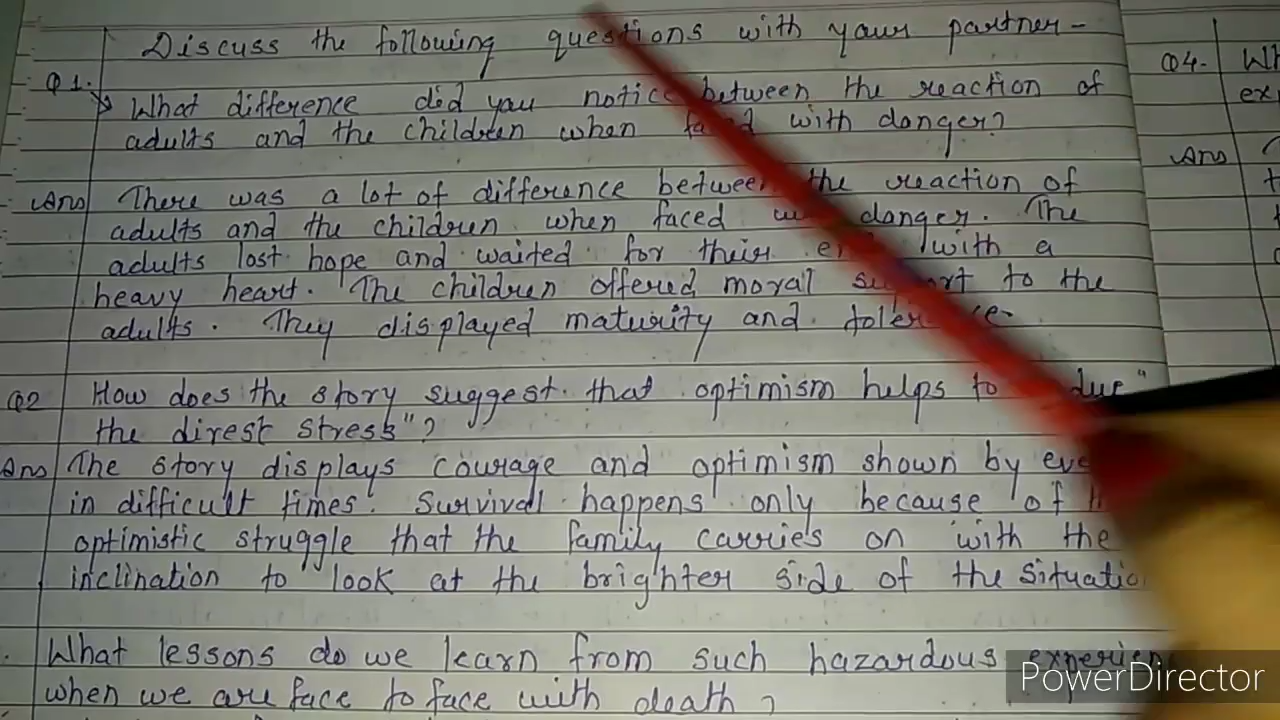 Discuss the following questions with your partner-
Q1. What difference did you notice between the reaction of
adults and the children when faced with danger?
Ans There was a lot of difference between the reaction of
adults and the children when faced danger. The
adults lost hope and waited for their with a
heavy heart. The children offered moral support to the
adults. They displayed maturity and
Q2 How does the story suggest that optimism helps to
the direst stress"?
Ans The story displays courage and optimism shown by
in difficult times. Survival happens only because of
optimistic struggle that the family carries on with the
inclination to look at the brighter side of the situation
What lessons do we learn from such hazardous
when we are face to face with death?
Q4. Wh
exp
Ans
PowerDirector